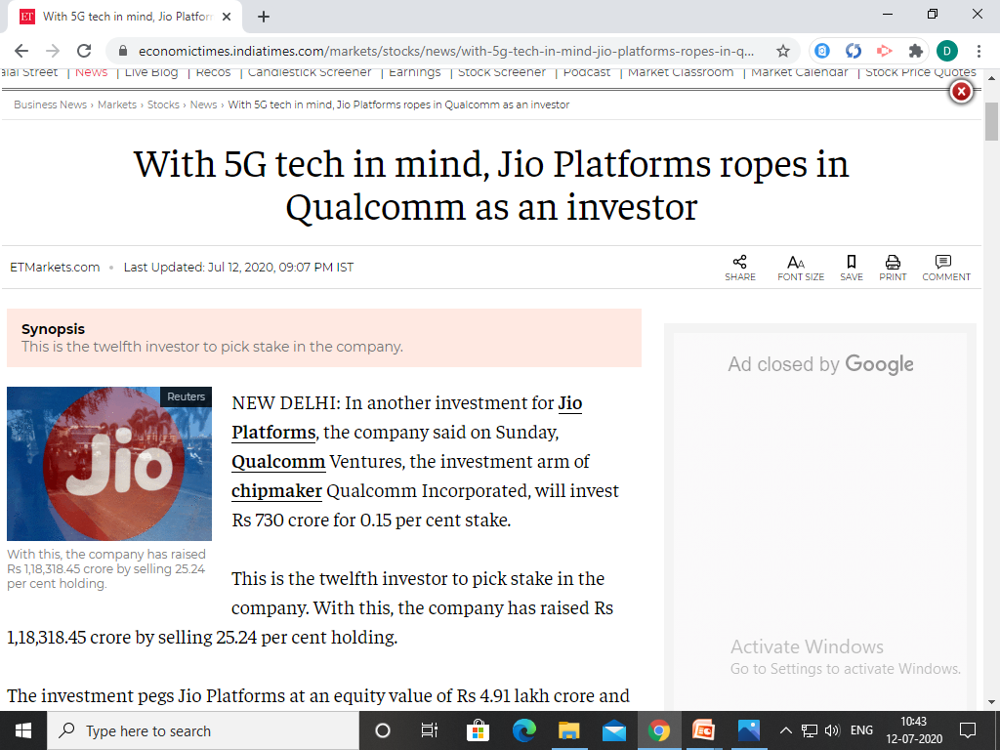 With 5G tech in mind, Jio Platfor
economictimes.indiatimes.com/markets/stocks/news/with-5g-tech-in-mind-jio-platforms-ropes-in-q...
D
Street | News | Live Blog | Recos | Candlestick Screener | Earnings | Stock Screener | Podcast | Market Classroom | Market Calendar | Stock Price Quotes
Business News › Markets › Stocks › News › With 5G tech in mind, Jio Platforms ropes in Qualcomm as an investor
With 5G tech in mind, Jio Platforms ropes in
Qualcomm as an investor
ETMarkets.com • Last Updated: Jul 12, 2020, 09:07 PM IST
SHARE FONT SIZE SAVE PRINT COMMENT
Synopsis
This is the twelfth investor to pick stake in the company.
Reuters
Jio
With this, the company has raised
Rs 1,18,318.45 crore by selling 25.24
per cent holding.
NEW DELHI: In another investment for Jio
Platforms, the company said on Sunday,
Qualcomm Ventures, the investment arm of
chipmaker Qualcomm Incorporated, will invest
Rs 730 crore for 0.15 per cent stake.
This is the twelfth investor to pick stake in the
company. With this, the company has raised Rs
1,18,318.45 crore by selling 25.24 per cent holding.
The investment pegs Jio Platforms at an equity value of Rs 4.91 lakh crore and
Ad closed by Google
Activate Windows
Go to Settings to activate Windows.
Type here to search
ENG
10:43
12-07-2020